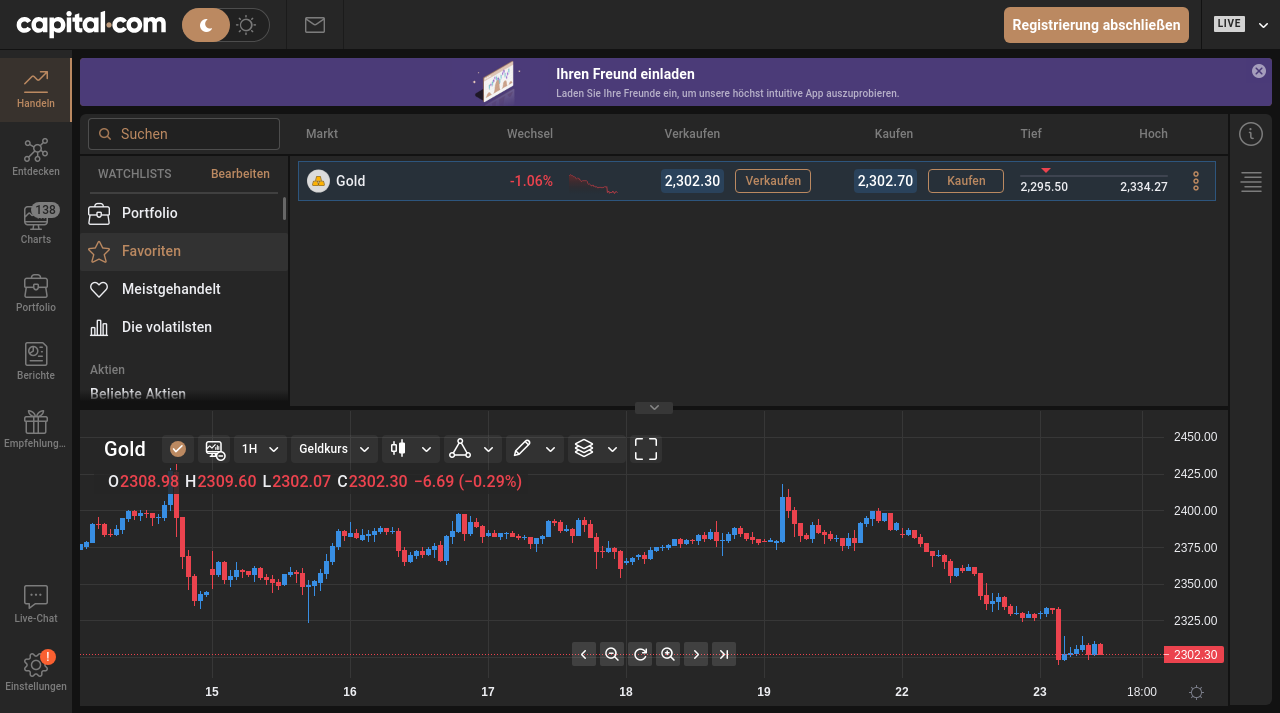 capital.com
Registrierung abschließen
LIVE
Handeln
Entdecken
138
Charts
Portfolio
Berichte
Empfehlung...
Live-Chat
!
Einstellungen
Ihren Freund einladen
Laden Sie Ihre Freunde ein, um unsere höchst intuitive App auszuprobieren.
Suchen
Markt Wechsel Verkaufen Kaufen Tief Hoch
WATCHLISTS Bearbeiten
Portfolio
Favoriten
Meistgehandelt
Die volatilsten
Aktien
Beliebte Aktien
Gold -1.06% 2,302.30 Verkaufen 2,302.70 Kaufen 2,295.50 2,334.27
Gold 1H Geldkurs
O2308.98 H2309.60 L2302.07 C2302.30 −6.69 (−0.29%)
2450.00
2425.00
2400.00
2375.00
2350.00
2325.00
2302.30
15 16 17 18 19 22 23 18:00